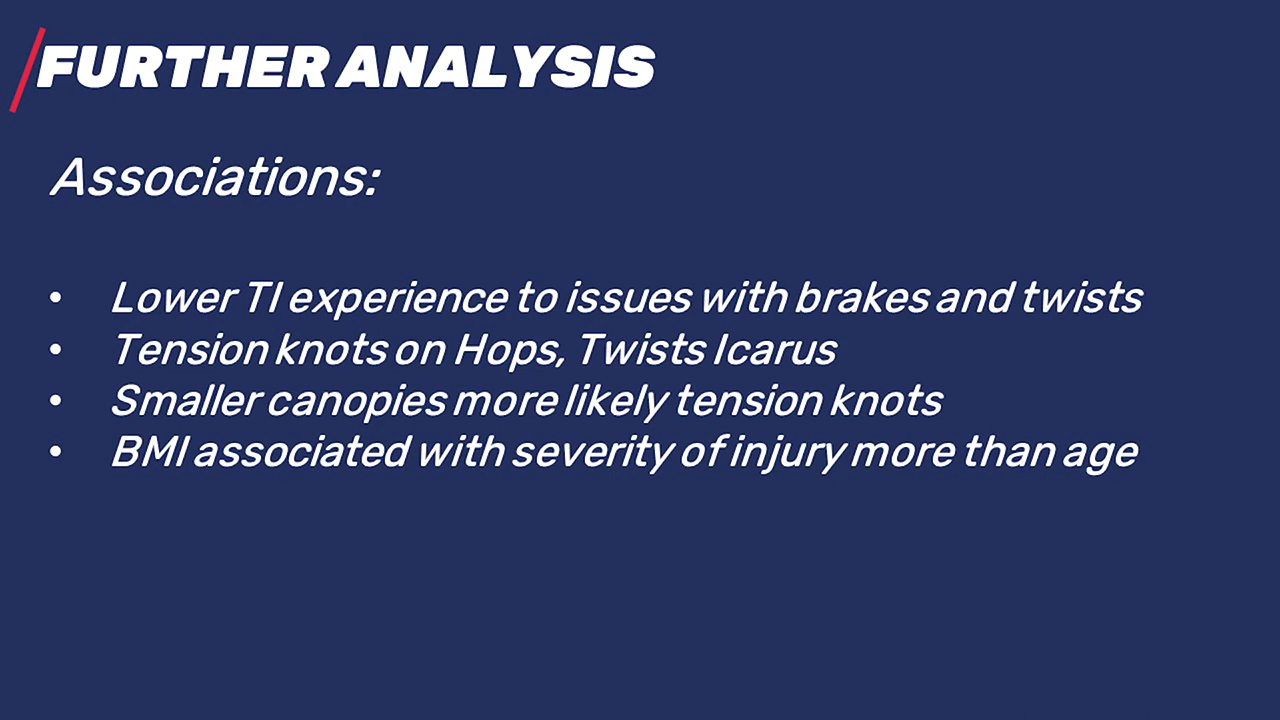 FURTHER ANALYSIS
Associations:
• Lower TI experience to issues with brakes and twists
• Tension knots on Hops, Twists Icarus
• Smaller canopies more likely tension knots
• BMI associated with severity of injury more than age